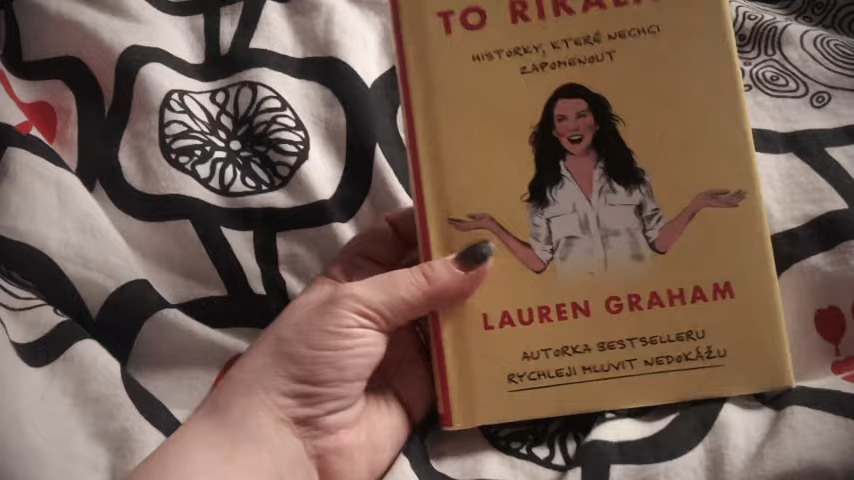 TO ŘÍKALA
HISTORKY, KTERÉ NECHCI
ZAPOMENOUT
LAUREN GRAHAM
AUTORKA BESTSELLERU
RYCHLEJI MLUVIT NEDOKÁŽU